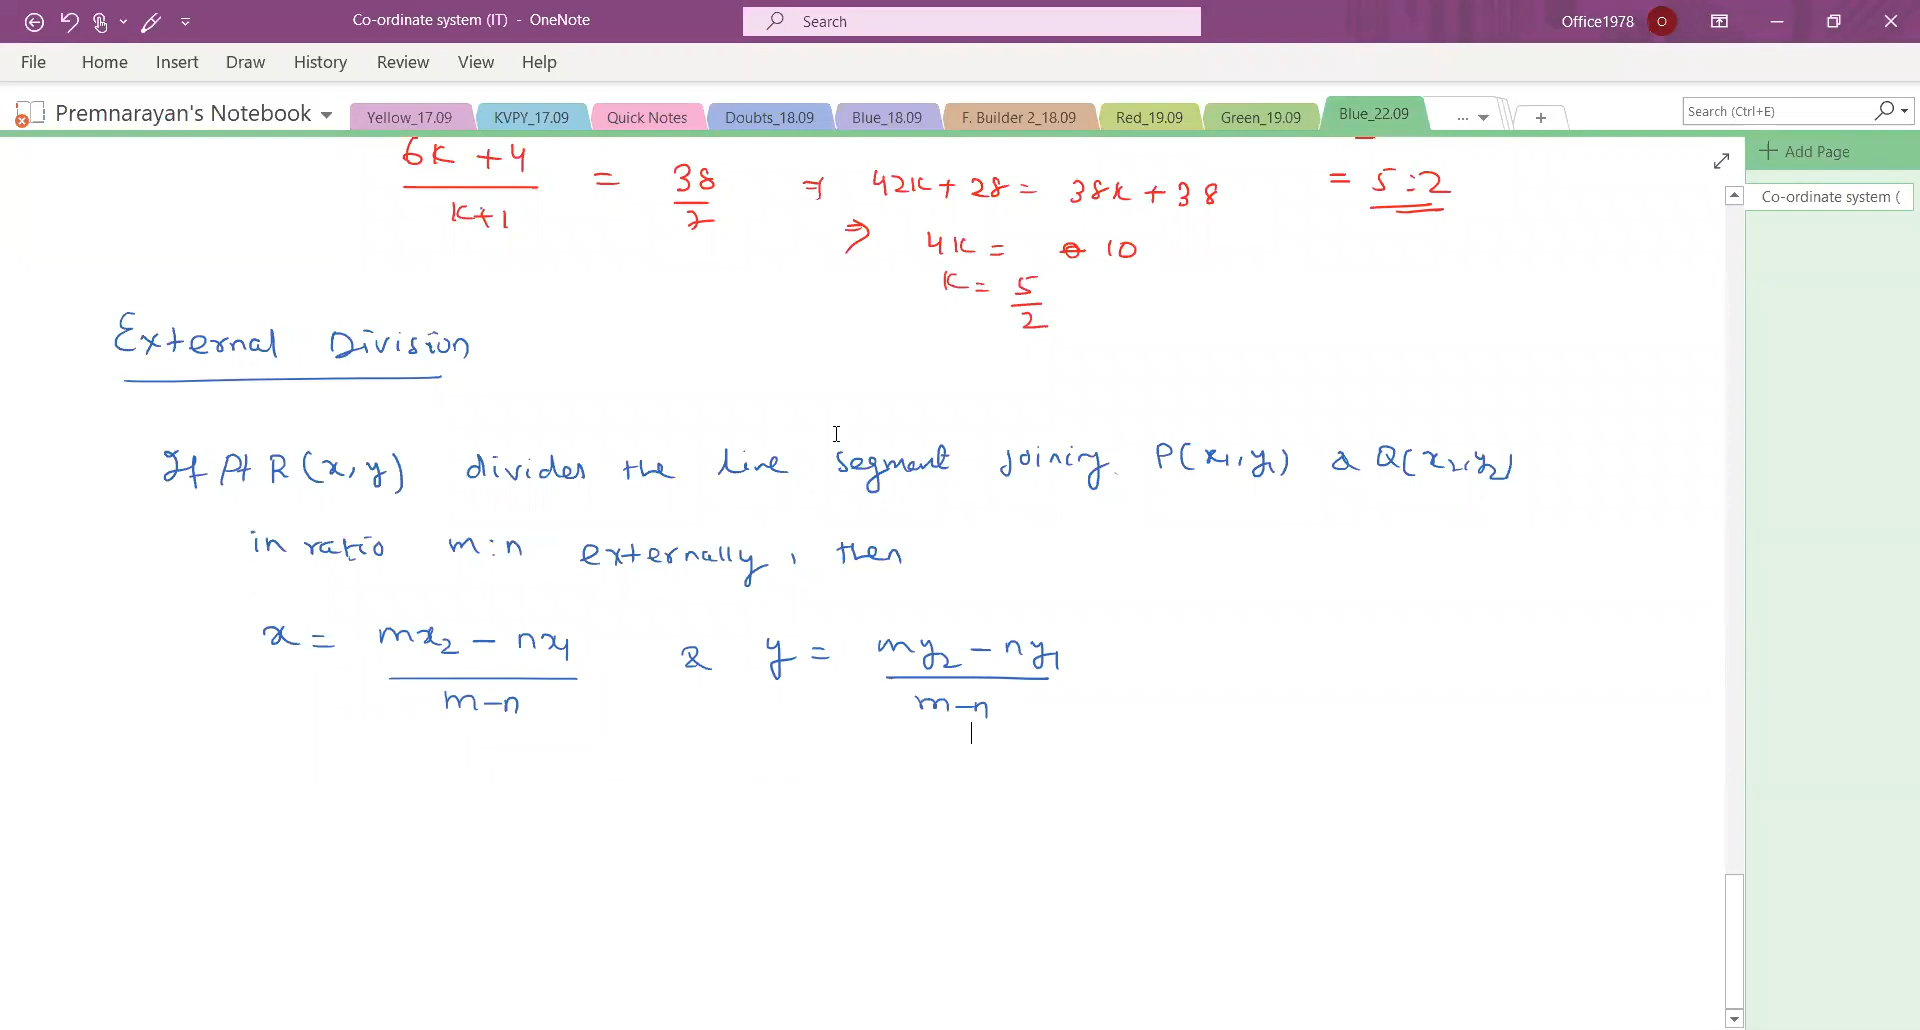 Co-ordinate system (IT) - OneNote
Search
Office1978
O
File Home Insert Draw History Review View Help
Premnarayan's Notebook
Yellow_17.09 KVPY_17.09 Quick Notes Doubts_18.09 Blue_18.09 F. Builder 2_18.09 Red_19.09 Green_19.09 Blue_22.09 ... +
Search (Ctrl+E)
Add Page
Co-ordinate system (
6k + 4 / k+1 = 38 / 7 ⇒ 42k + 28 = 38k + 38 = 5:2
⇒ 4k = 10
k = 5/2
External Division
If Pt R(x,y) divides the line segment joining P(x₁,y₁) & Q(x₂,y₂)
in ratio m:n externally, then
x = mx₂ - nx₁ / m-n & y = my₂ - ny₁ / m-n